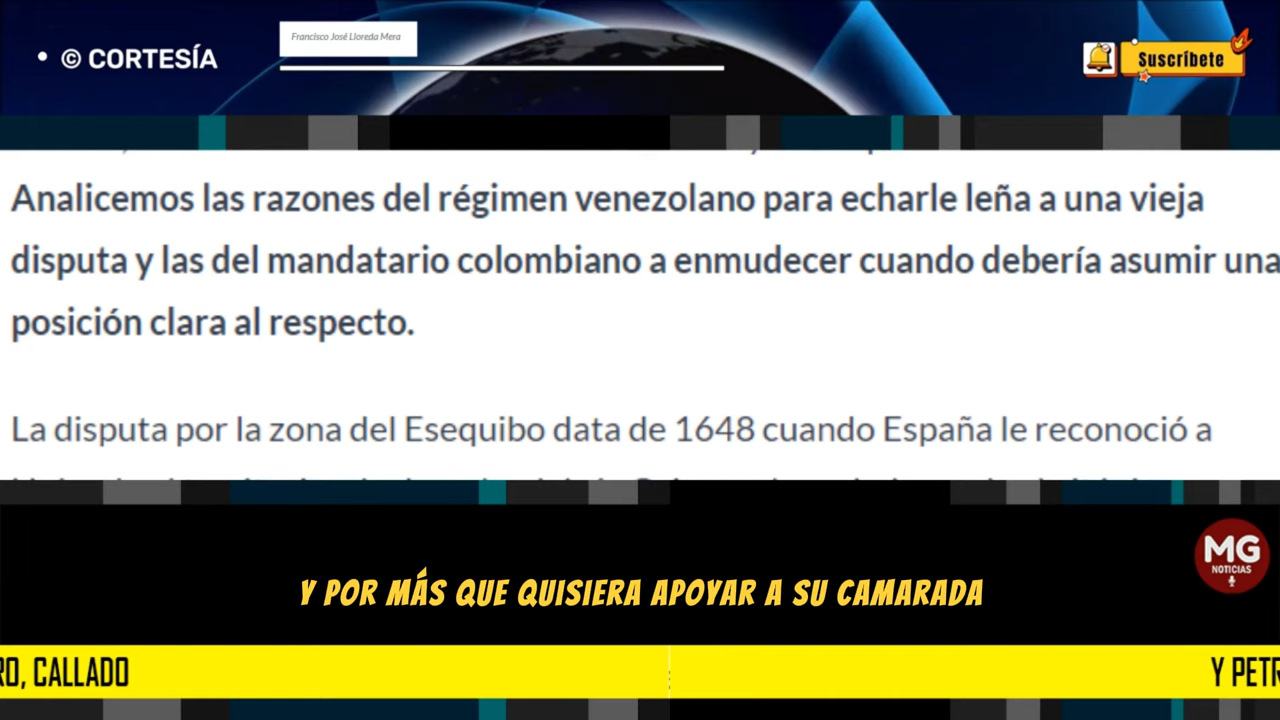 • © CORTESÍA
Francisco José Lloreda Mera
Suscríbete
Analicemos las razones del régimen venezolano para echarle leña a una vieja
disputa y las del mandatario colombiano a enmudecer cuando debería asumir una
posición clara al respecto.
La disputa por la zona del Esequibo data de 1648 cuando España le reconoció a
MG
NOTICIAS
Y POR MÁS QUE QUISIERA APOYAR A SU CAMARADA
RO, CALLADO
Y PETR